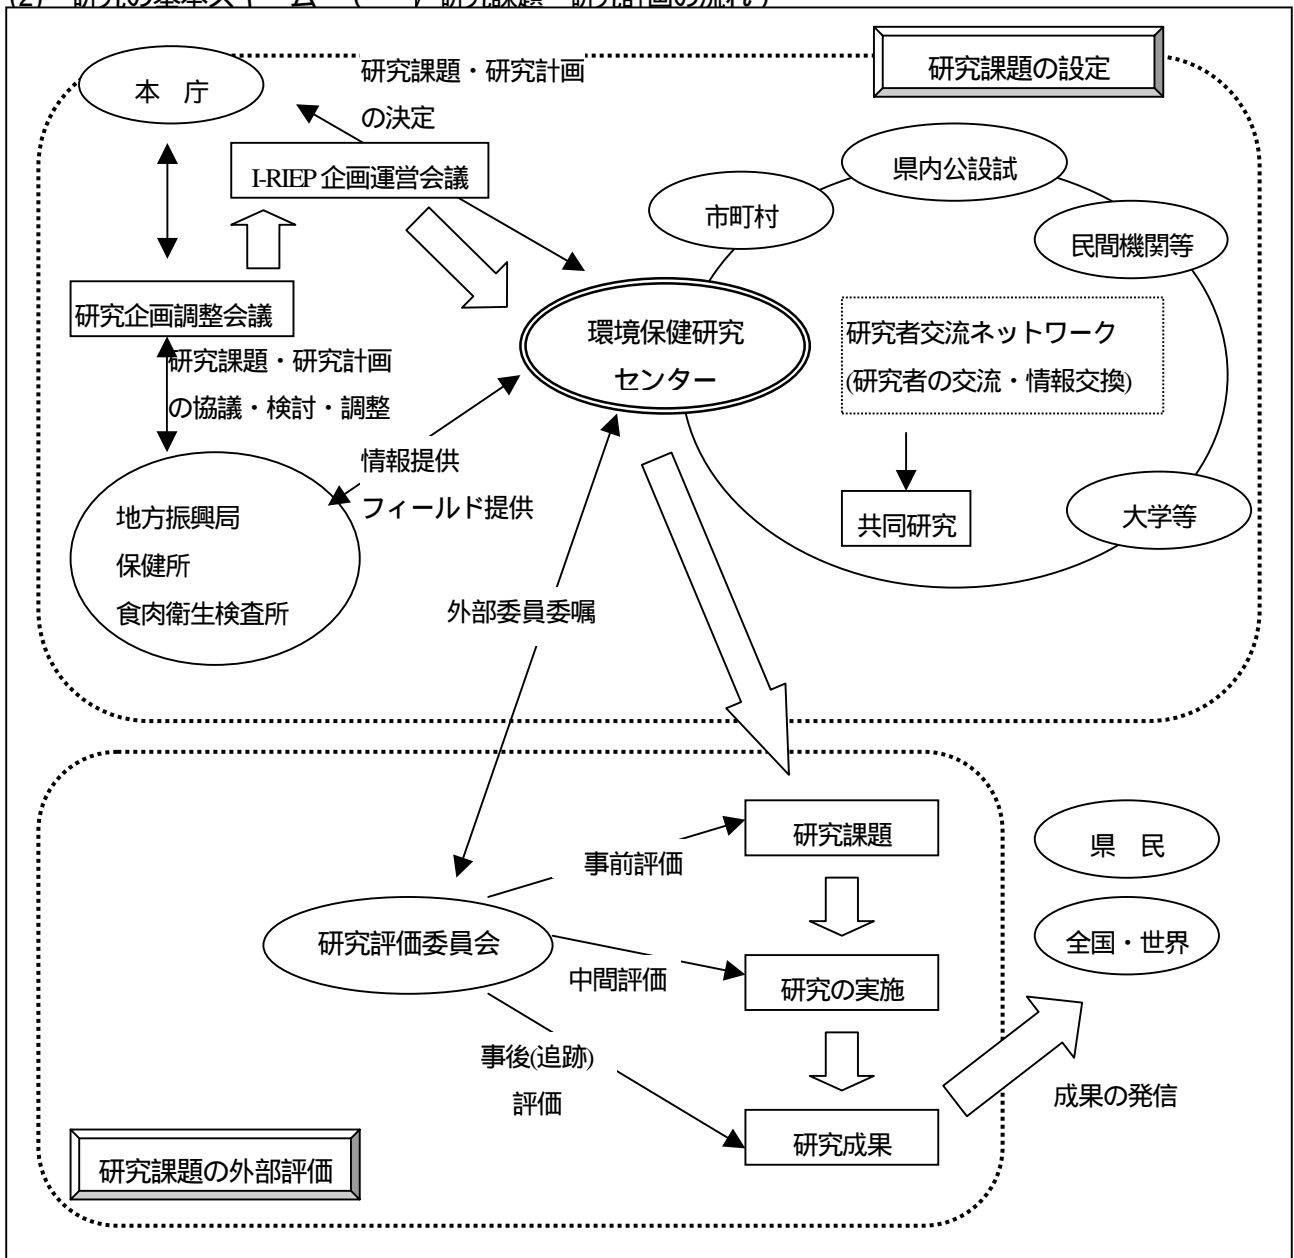 研究課題の設定
本 庁
研究課題・研究計画
の決定
I-RIEP 企画運営会議
県内公設試
市町村
民間機関等
研究企画調整会議
環境保健研究
センター
研究者交流ネットワーク
(研究者の交流・情報交換)
研究課題・研究計画
の協議・検討・調整
情報提供
フィールド提供
共同研究
大学等
地方振興局
保健所
食肉衛生検査所
外部委員委嘱
研究課題
事前評価
県 民
研究評価委員会
全国・世界
中間評価
研究の実施
事後(追跡)
評価
成果の発信
研究成果
研究課題の外部評価